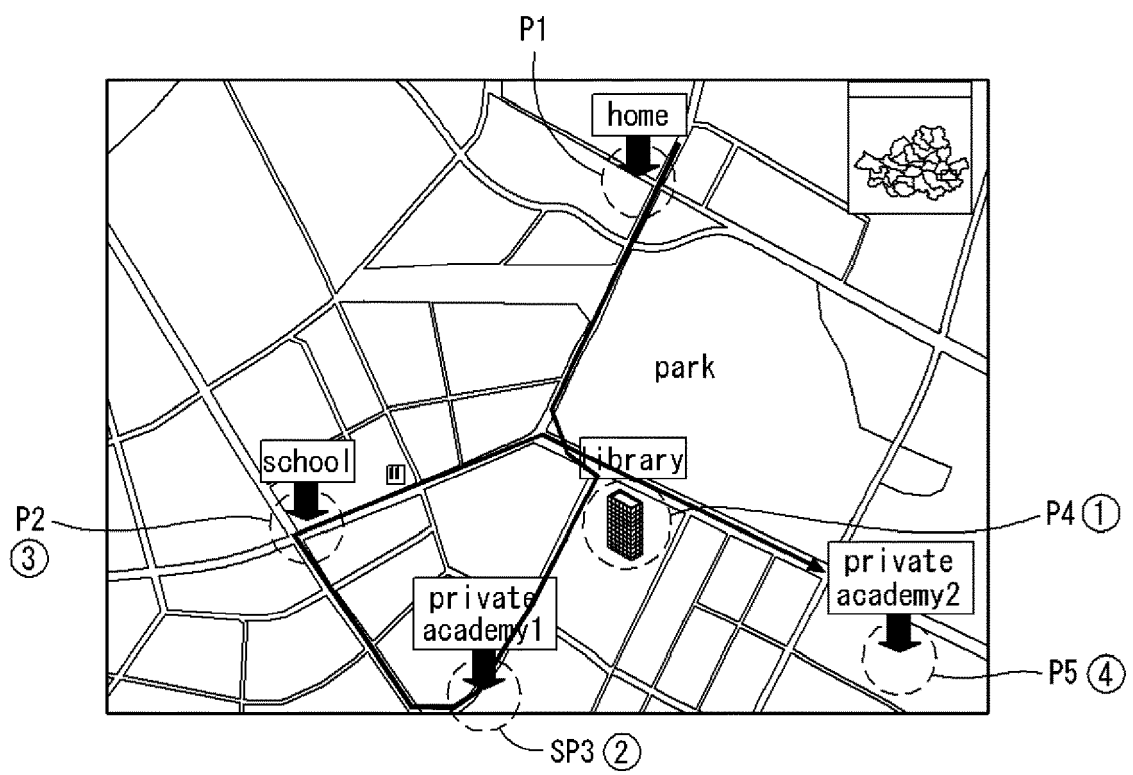 P1
home
park
school
library
P2
③
P4 ①
private
academy1
private
academy2
P5 ④
SP3 ②